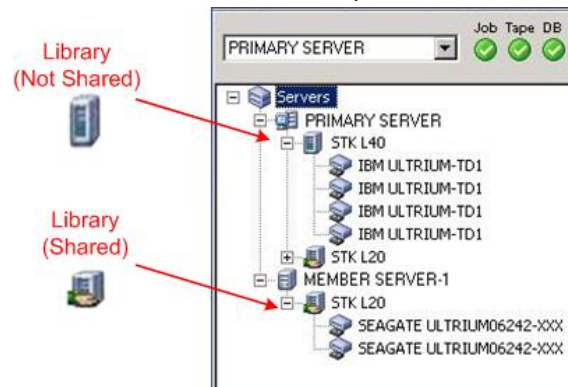 Library
(Not Shared)
Library
(Shared)
Job Tape DB
PRIMARY SERVER
Servers
PRIMARY SERVER
STK L40
IBM ULTRIUM-TD1
IBM ULTRIUM-TD1
IBM ULTRIUM-TD1
IBM ULTRIUM-TD1
STK L20
MEMBER SERVER-1
STK L20
SEAGATE ULTRIUM06242-XXX
SEAGATE ULTRIUM06242-XXX